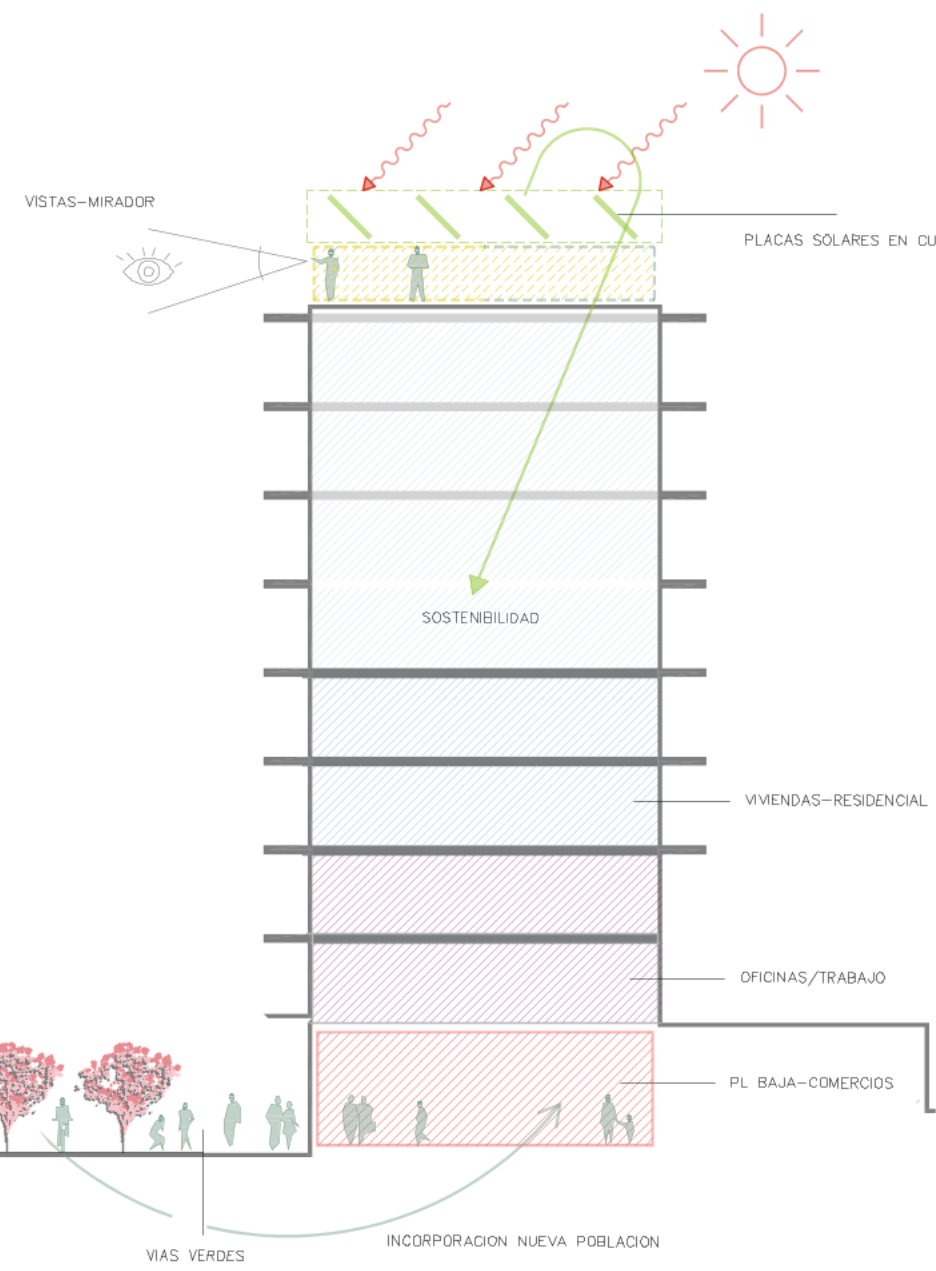 VISTAS-MIRADOR
PLACAS SOLARES EN CU
SOSTENIBILIDAD
VIVIENDAS-RESIDENCIAL
OFICINAS/TRABAJO
PL BAJA-COMERCIOS
INCORPORACION NUEVA POBLACION
VIAS VERDES